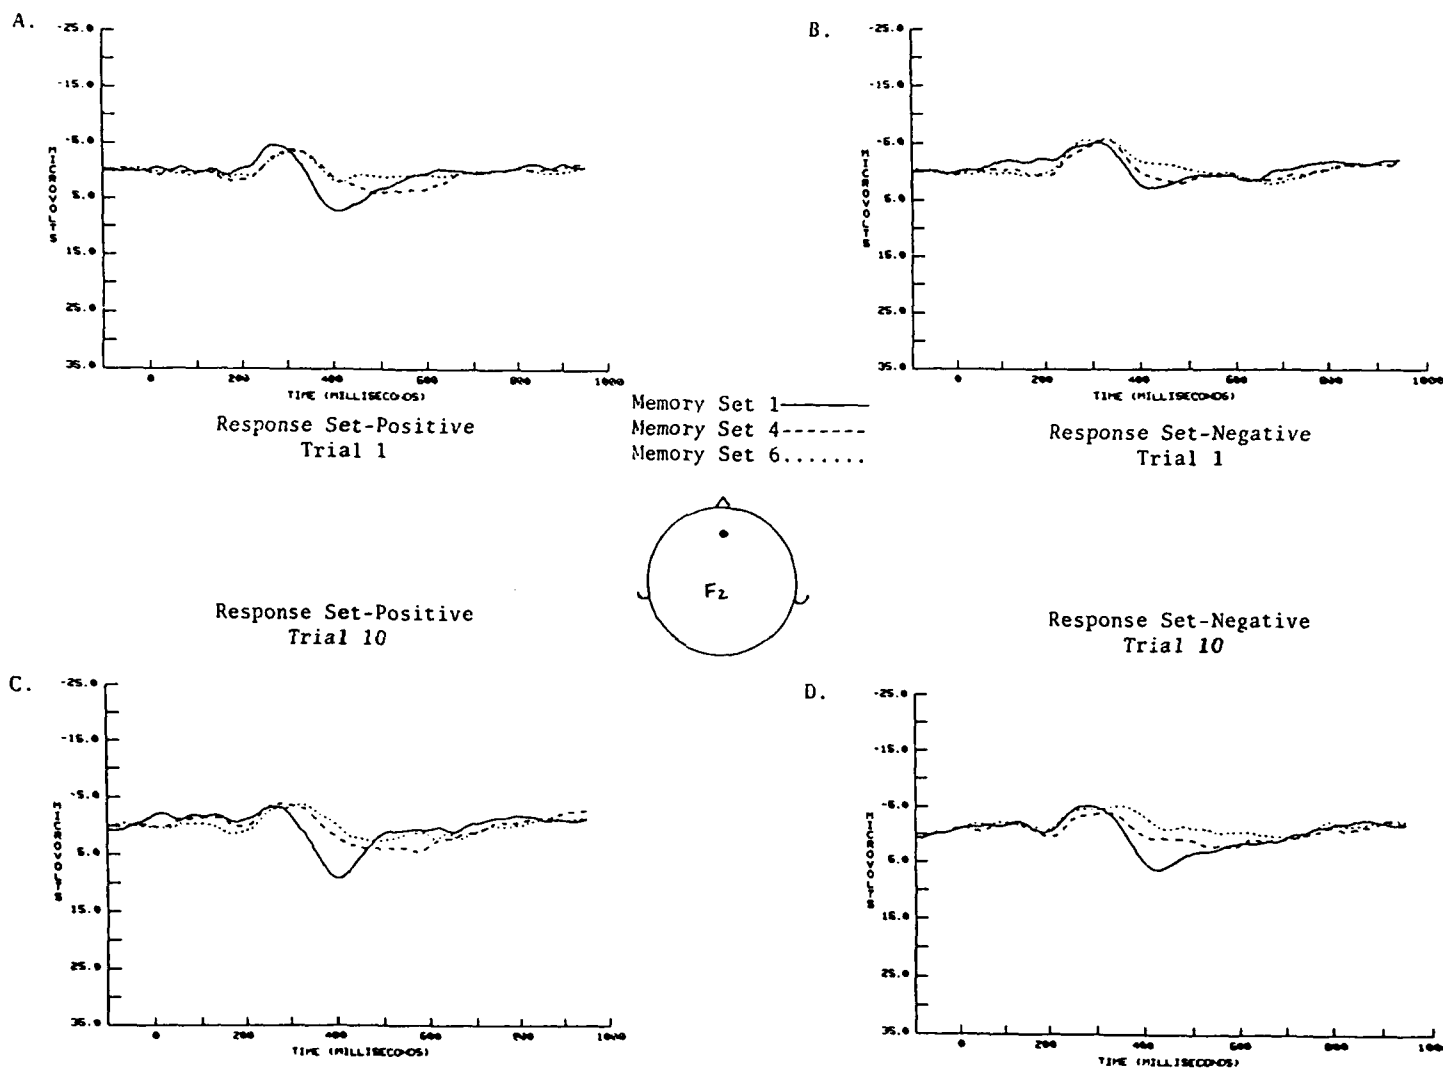 A.
-25.0
-15.0
-5.0
5.0
15.0
25.0
35.0
MICROVOLTS
0 200 400 600 800 1000
TIME (MILLISECONDS)
Response Set-Positive
Trial 1
B.
-25.0
-15.0
-5.0
5.0
15.0
25.0
35.0
MICROVOLTS
0 200 400 600 800 1000
TIME (MILLISECONDS)
Response Set-Negative
Trial 1
Memory Set 1
Memory Set 4
Memory Set 6
Fz
Response Set-Positive
Trial 10
C.
-25.0
-15.0
-5.0
5.0
15.0
25.0
35.0
MICROVOLTS
0 200 400 600 800 1000
TIME (MILLISECONDS)
Response Set-Negative
Trial 10
D.
-25.0
-15.0
-5.0
5.0
15.0
25.0
35.0
MICROVOLTS
0 200 400 600 800 100
TIME (MILLISECONDS)